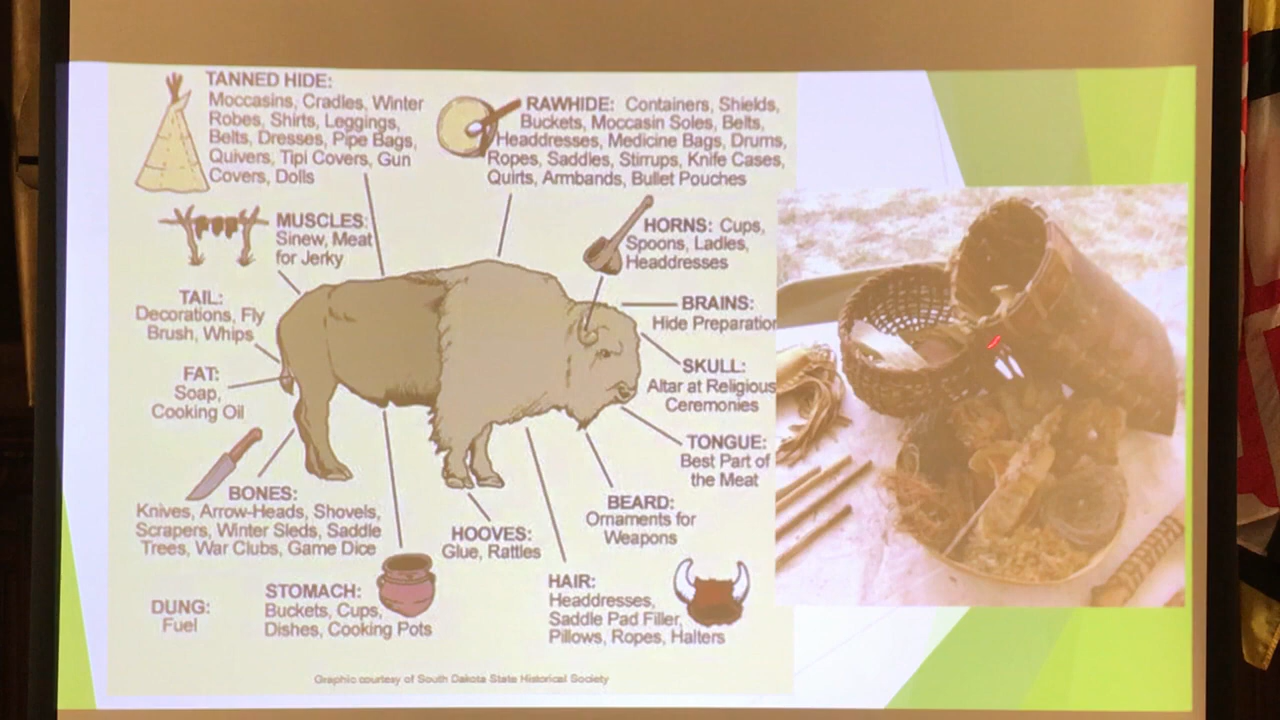 TANNED HIDE:
Moccasins, Cradles, Winter
Robes, Shirts, Leggings,
Belts, Dresses, Pipe Bags,
Quivers, Tipi Covers, Gun
Covers, Dolls
RAWHIDE: Containers, Shields,
Buckets, Moccasin Soles, Belts,
Headdresses, Medicine Bags, Drums,
Ropes, Saddles, Stirrups, Knife Cases,
Quirts, Armbands, Bullet Pouches
MUSCLES:
Sinew, Meat
for Jerky
HORNS: Cups,
Spoons, Ladles,
Headdresses
TAIL:
Decorations, Fly
Brush, Whips
BRAINS:
Hide Preparation
FAT:
Soap,
Cooking Oil
SKULL:
Altar at Religious
Ceremonies
TONGUE:
Best Part of
the Meat
BONES:
Knives, Arrow-Heads, Shovels,
Scrapers, Winter Sleds, Saddle
Trees, War Clubs, Game Dice
HOOVES:
Glue, Rattles
BEARD:
Ornaments for
Weapons
DUNG:
Fuel
STOMACH:
Buckets, Cups,
Dishes, Cooking Pots
HAIR:
Headdresses,
Saddle Pad Filler,
Pillows, Ropes, Halters
Graphic courtesy of South Dakota State Historical Society